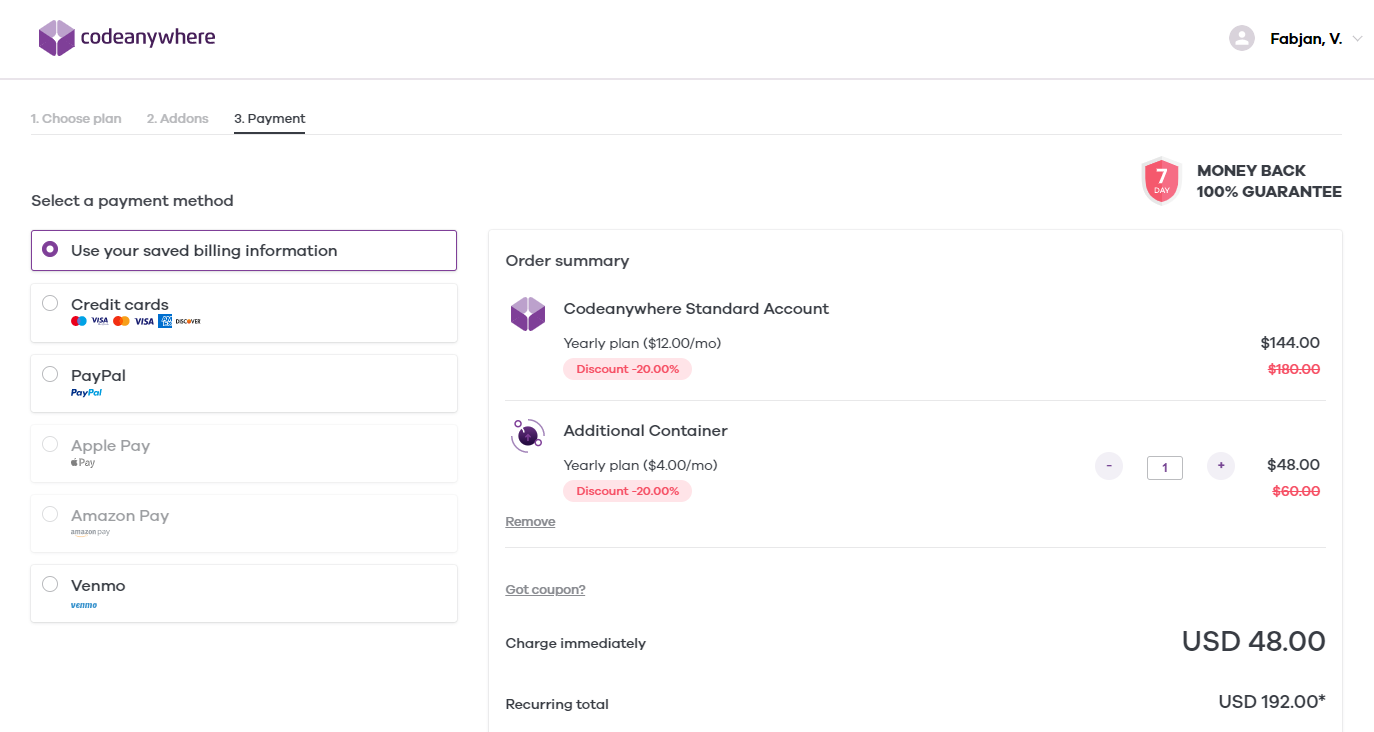 codeanywhere
Fabjan, V.
1. Choose plan 2. Addons 3. Payment
7
DAY
MONEY BACK
100% GUARANTEE
Select a payment method
Use your saved billing information
Credit cards
VISA VISA DISCOVER
PayPal
PayPal
Apple Pay
Pay
Amazon Pay
amazon pay
Venmo
venmo
Order summary
Codeanywhere Standard Account
Yearly plan ($12.00/mo) $144.00
Discount -20.00% $180.00
Additional Container
Yearly plan ($4.00/mo) - 1 + $48.00
Discount -20.00% $60.00
Remove
Got coupon?
Charge immediately USD 48.00
Recurring total USD 192.00*